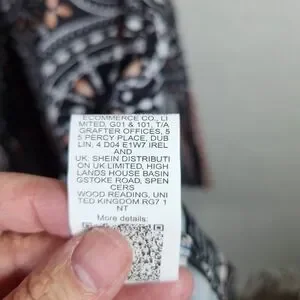 ECOMMERCE CO., LI
MITED, G01 & 101, T/A
GRAFTER OFFICES, 5
5 PERCY PLACE, DUB
LIN, 4 D04 E1W7 IREL
AND
UK: SHEIN DISTRIBUTI
ON UK LIMITED, HIGH
LANDS HOUSE BASIN
GSTOKE ROAD, SPEN
CERS
WOOD READING, UNI
TED KINGDOM RG7 1
NT
More details: